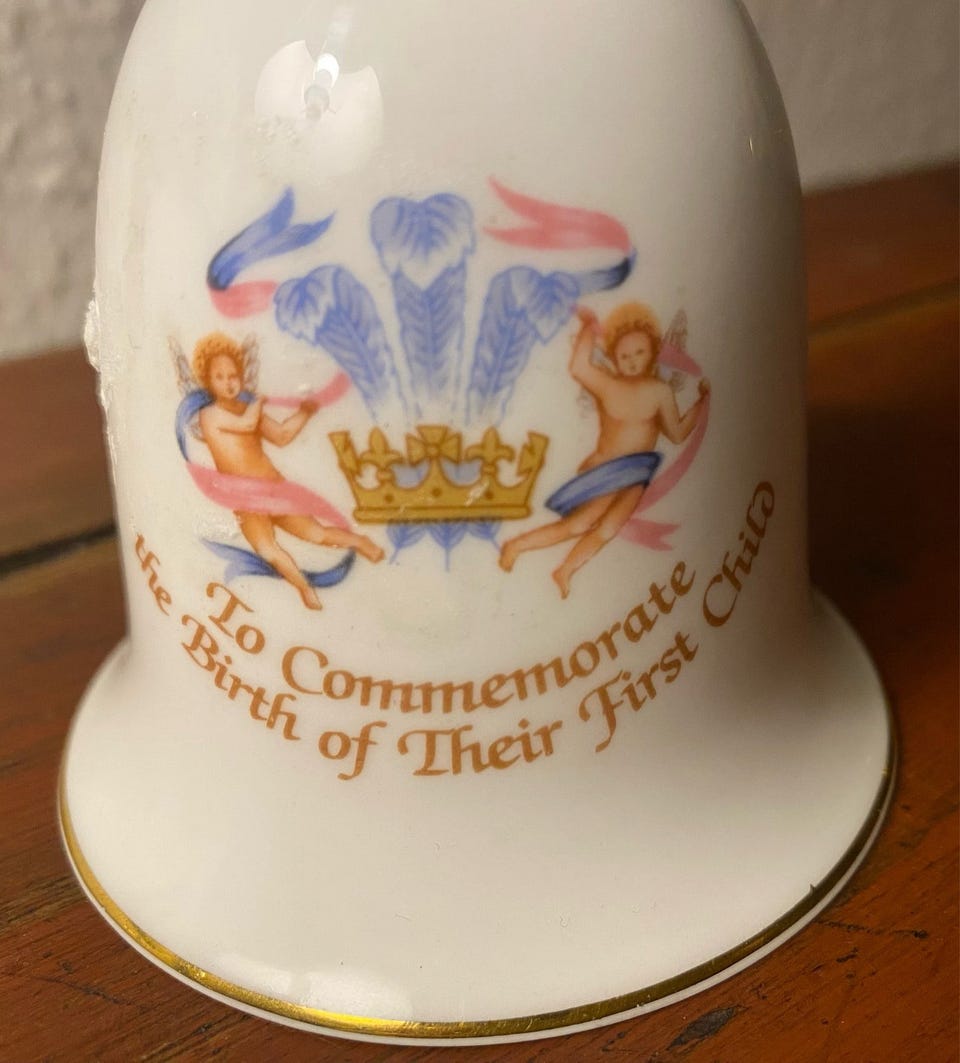 To Commemorate
the Birth of Their First Child